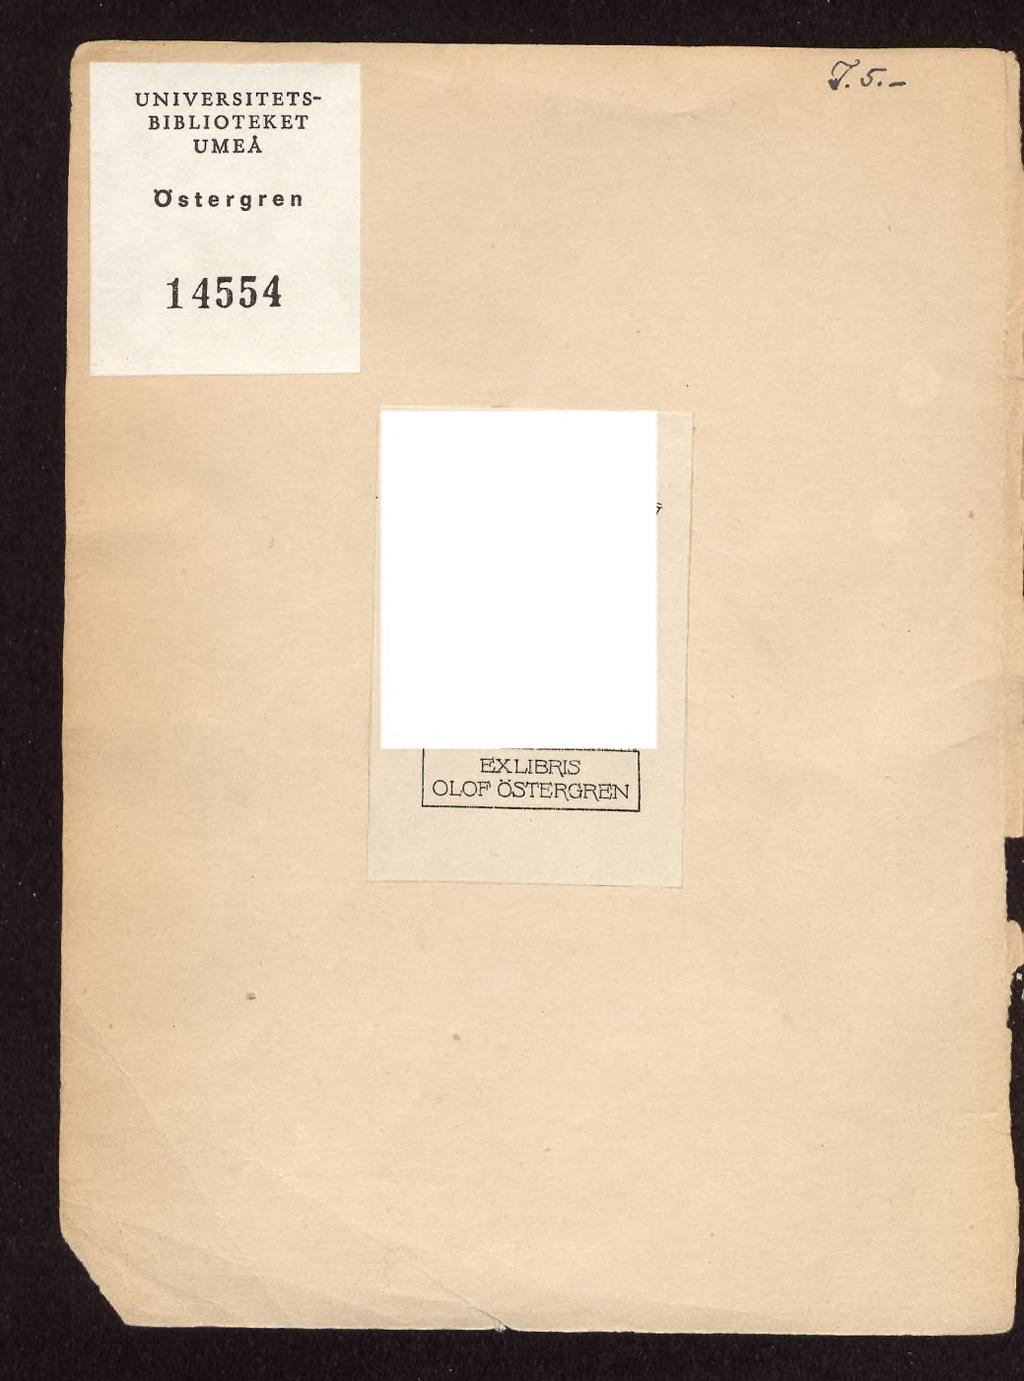 UNIVERSITETS-
BIBLIOTEKET
UMEÅ
Östergren
14554
EXLIBRIS
OLOF ÖSTERGREN